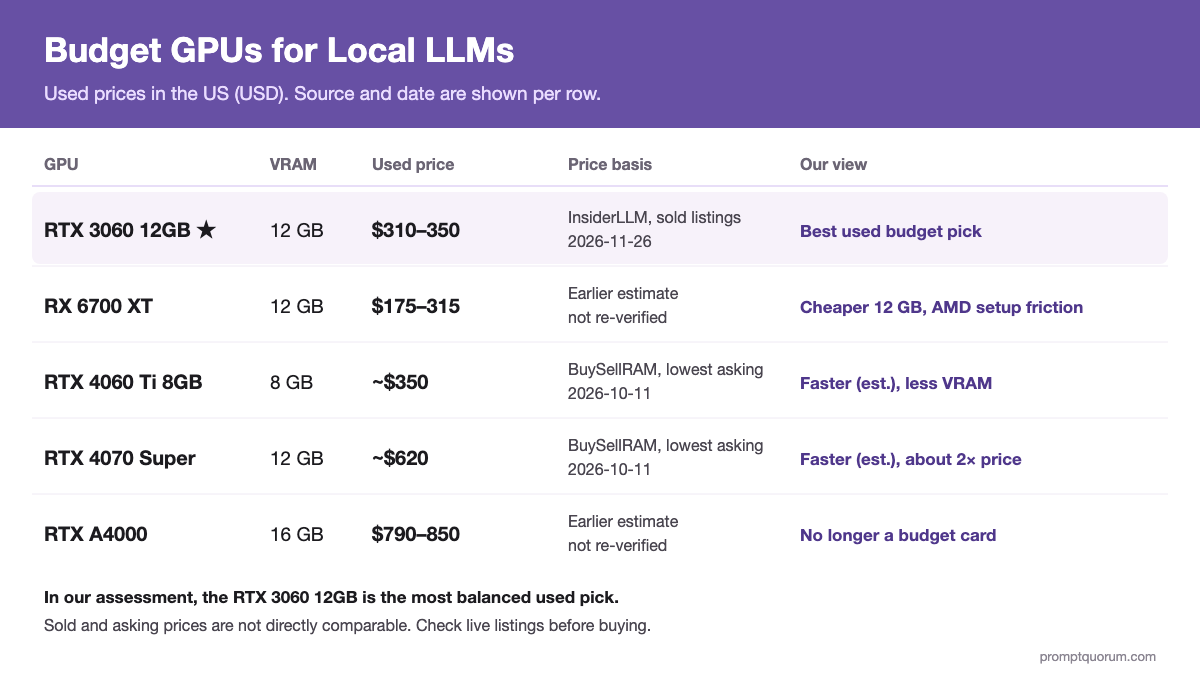 Budget GPUs for Local LLMs
Used prices in the US (USD). Source and date are shown per row.
GPU VRAM Used price Price basis Our view
RTX 3060 12GB ★ 12 GB $310–350 InsiderLLM, sold listings 2026-11-26 Best used budget pick
RX 6700 XT 12 GB $175–315 Earlier estimate not re-verified Cheaper 12 GB, AMD setup friction
RTX 4060 Ti 8GB 8 GB ~$350 BuySellRAM, lowest asking 2026-10-11 Faster (est.), less VRAM
RTX 4070 Super 12 GB ~$620 BuySellRAM, lowest asking 2026-10-11 Faster (est.), about 2× price
RTX A4000 16 GB $790–850 Earlier estimate not re-verified No longer a budget card
In our assessment, the RTX 3060 12GB is the most balanced used pick.
Sold and asking prices are not directly comparable. Check live listings before buying.
promptquorum.com